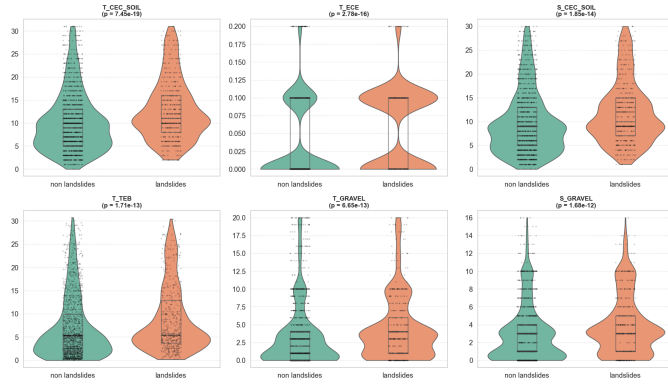 T_CEC_SOIL
(p = 7.45e-19)
30
25
20
15
10
5
0
non landslides
landslides
T_ECE
(p = 2.78e-16)
0.200
0.175
0.150
0.125
0.100
0.075
0.050
0.025
0.000
non landslides
landslides
S_CEC_SOIL
(p = 1.85e-14)
30
25
20
15
10
5
0
non landslides
landslides
T_TEB
(p = 1.71e-13)
30
25
20
15
10
5
0
non landslides
landslides
T_GRAVEL
(p = 6.65e-13)
20.0
17.5
15.0
12.5
10.0
7.5
5.0
2.5
0.0
non landslides
landslides
S_GRAVEL
(p = 1.68e-12)
16
14
12
10
8
6
4
2
0
non landslides
landslides